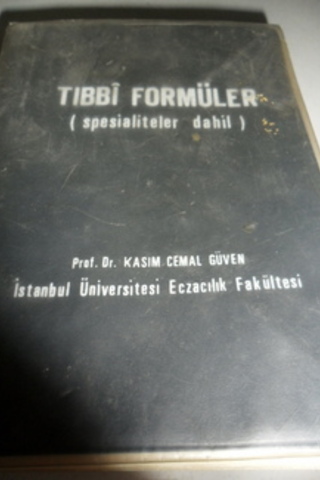 TIBBÎ FORMÜLER
( spesialiteler dahil )
Prof. Dr. KASIM CEMAL GÜVEN
İstanbul Üniversitesi Eczacılık Fakültesi